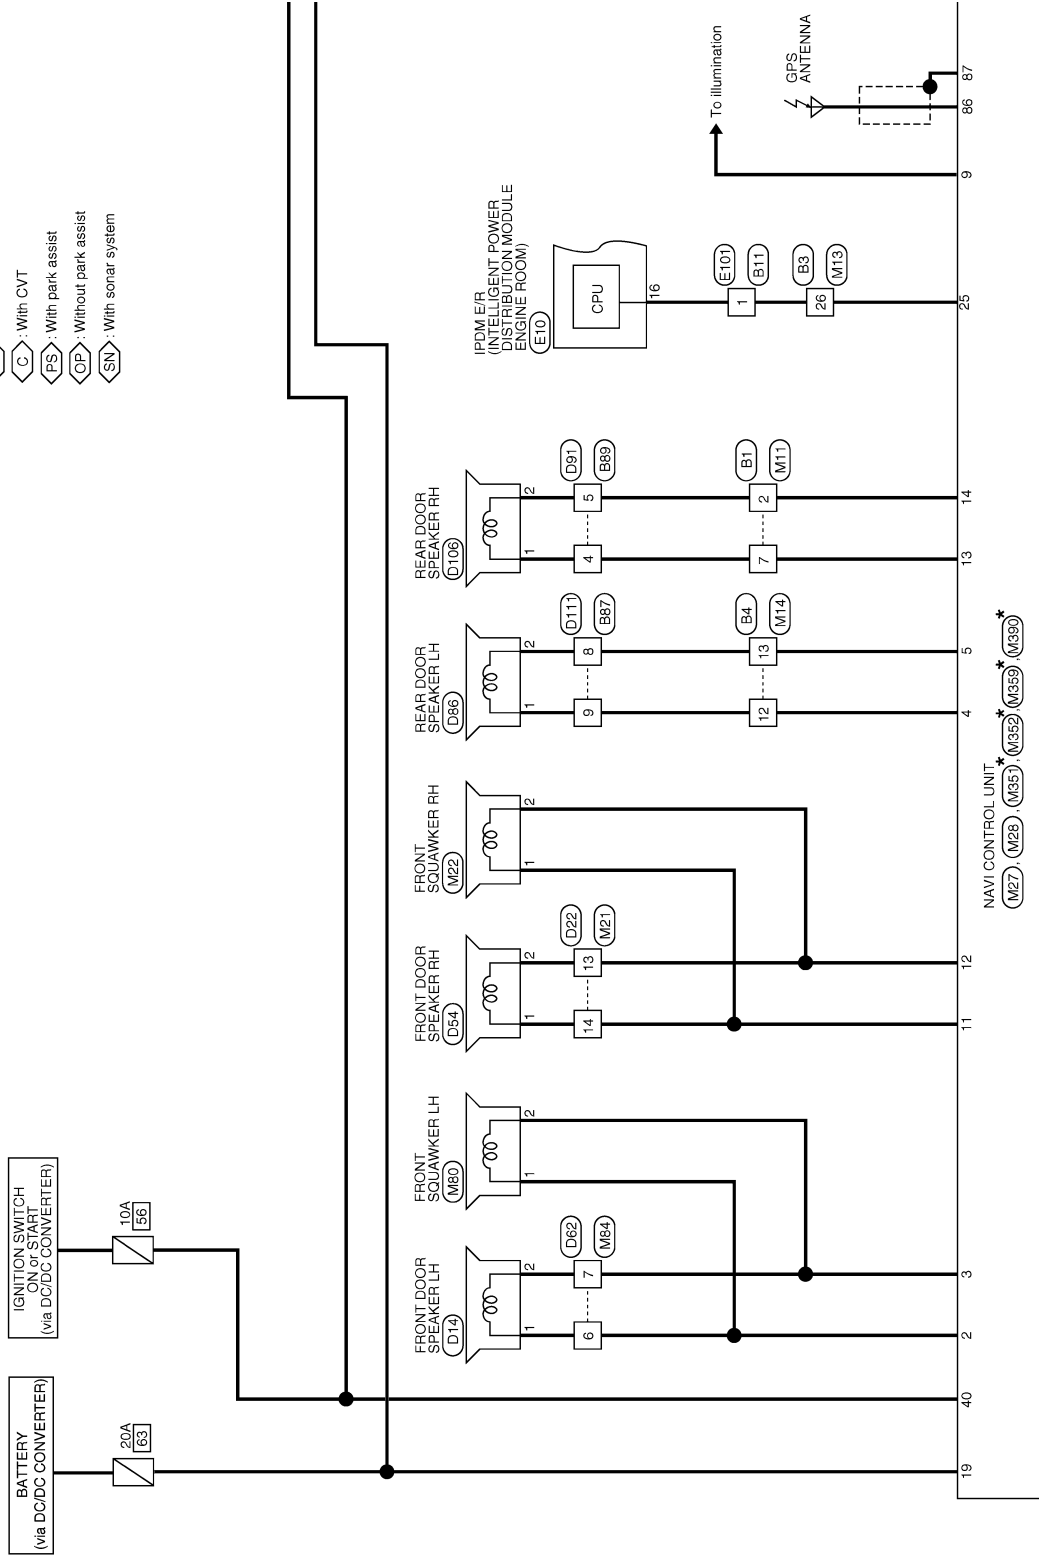 BATTERY
(via DC/DC CONVERTER)
20A
63
IGNITION SWITCH
ON or START
(via DC/DC CONVERTER)
10A
56
C : With CVT
PS : With park assist
OP : Without park assist
SN : With sonar system
FRONT DOOR
SPEAKER LH
D14
1
2
6
7
D62
M84
FRONT
SQUAWKER LH
M80
1
2
FRONT DOOR
SPEAKER RH
D54
1
2
14
13
D22
M21
FRONT
SQUAWKER RH
M22
1
2
REAR DOOR
SPEAKER LH
D86
1
2
9
8
D111
B87
12
13
B4
M14
REAR DOOR
SPEAKER RH
D106
1
2
4
5
D91
B89
7
2
B1
M11
IPDM E/R
(INTELLIGENT POWER
DISTRIBUTION MODULE
ENGINE ROOM)
E10
CPU
16
1
E101
B11
26
B3
M13
To illumination
GPS
ANTENNA
19
40
2
3
11
12
4
5
13
14
25
9
86
87
NAVI CONTROL UNIT
M27 , M28 , M351* , M352* , M359* , M390*